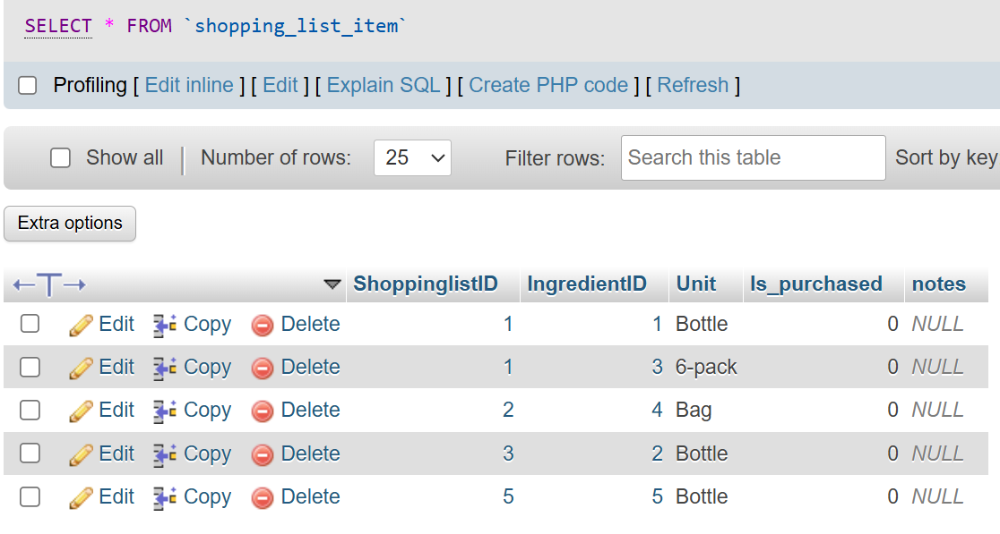 SELECT * FROM `shopping_list_item`
Profiling [ Edit inline ] [ Edit ] [ Explain SQL ] [ Create PHP code ] [ Refresh ]
Show all | Number of rows: 25 Filter rows: Search this table Sort by key
Extra options
←T→ ShoppinglistID IngredientID Unit Is_purchased notes
Edit Copy Delete 1 1 Bottle 0 NULL
Edit Copy Delete 1 3 6-pack 0 NULL
Edit Copy Delete 2 4 Bag 0 NULL
Edit Copy Delete 3 2 Bottle 0 NULL
Edit Copy Delete 5 5 Bottle 0 NULL